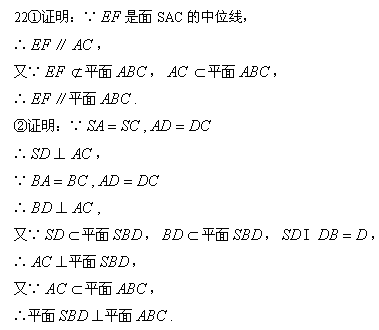 22①证明：∵ EF是面 SAC 的中位线，
∴ EF∥ AC，
又∵ EF⊄平面 ABC， AC⊂平面 ABC，
∴ EF∥平面 ABC .
②证明：∵ SA=SC , AD=DC
∴ SD⊥ AC，
∵ BA=BC , AD=DC
∴ BD⊥ AC ,
又∵ SD⊂平面 SBD， BD⊂平面 SBD， SDI DB=D，
∴ AC⊥平面 SBD，
又∵ AC⊂平面 ABC，
∴平面 SBD⊥平面 ABC .